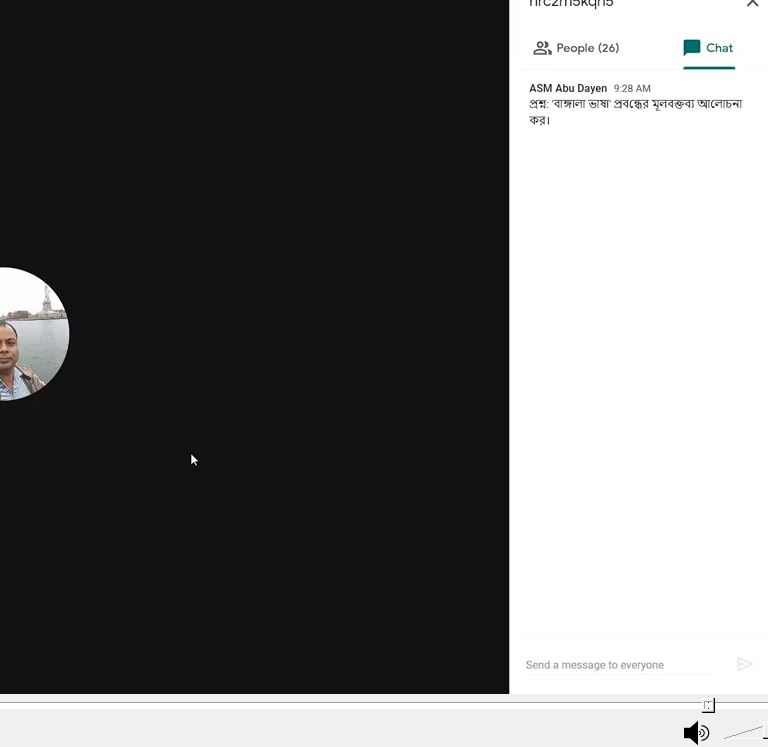 nrc2m5kqh5
People (26)
Chat
ASM Abu Dayen 9:28 AM
প্রশ্ন: 'বাঙ্গালা ভাষা' প্রবন্ধের মূলবক্তব্য আলোচনা
কর।
Send a message to everyone